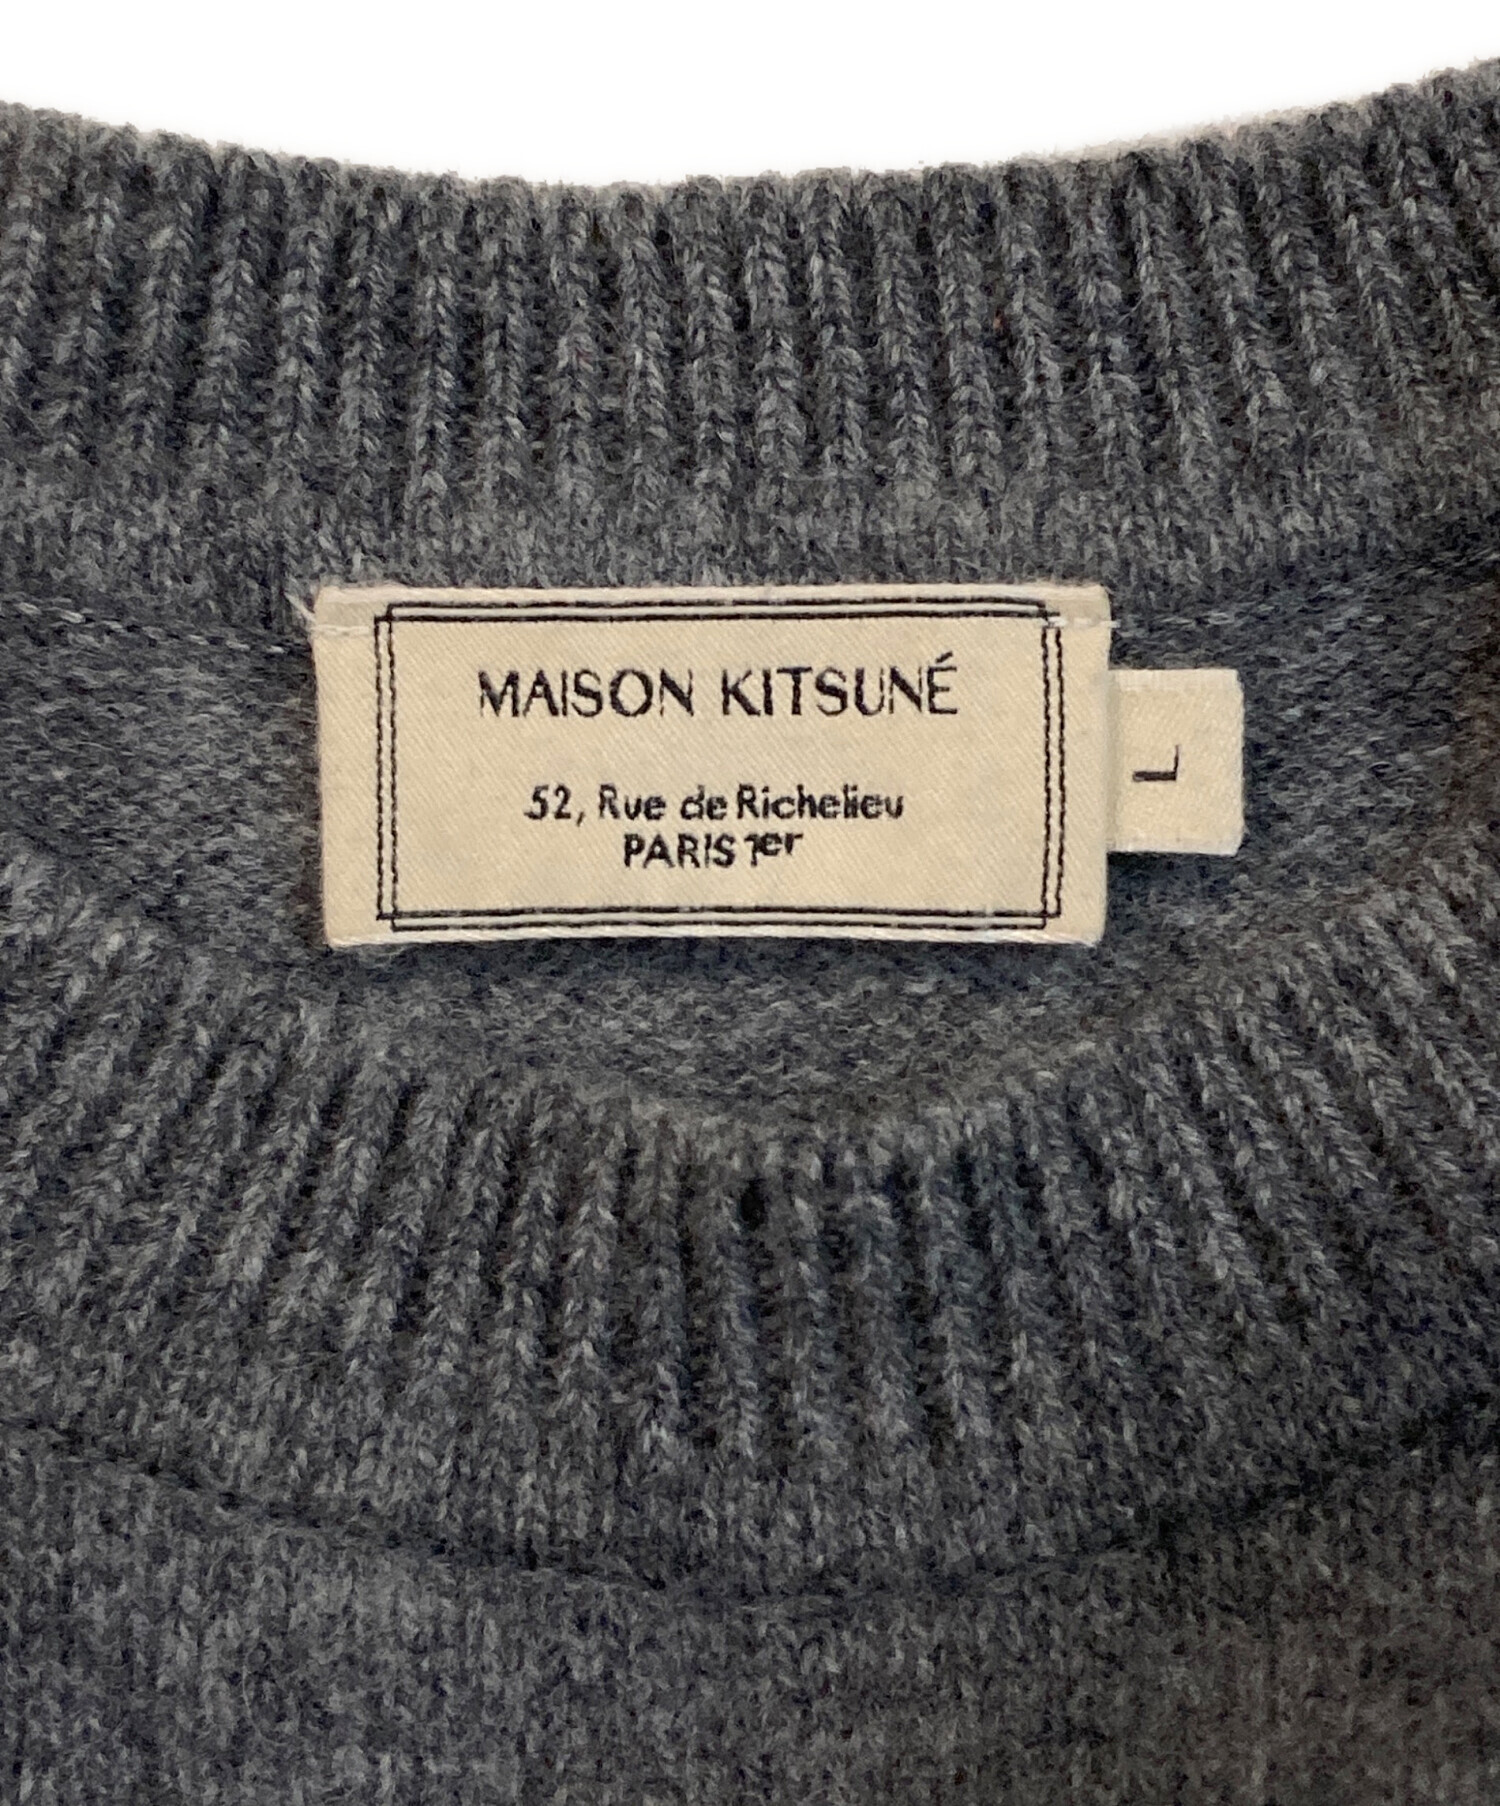 MAISON KITSUNÉ
52, Rue de Richelieu
PARIS 1er
L